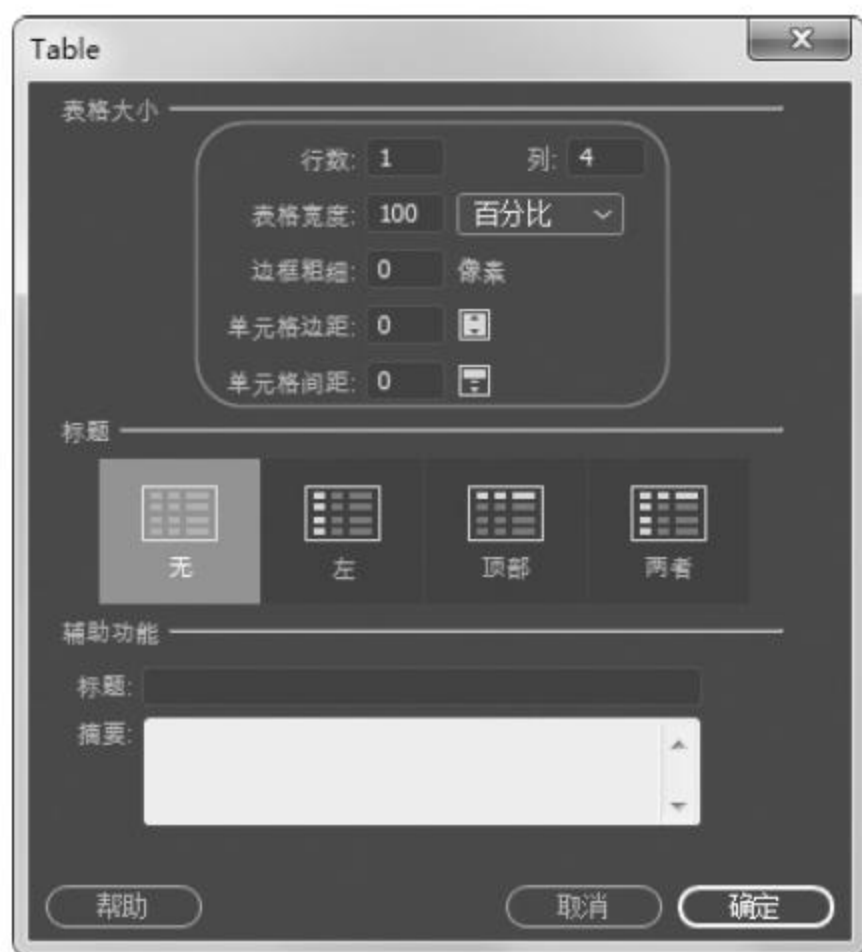 Table
表格大小
行数: 1 列: 4
表格宽度: 100 百分比
边框粗细: 0 像素
单元格边距: 0
单元格间距: 0
标题
无 左 顶部 两者
辅助功能
标题:
摘要:
帮助 取消 确定